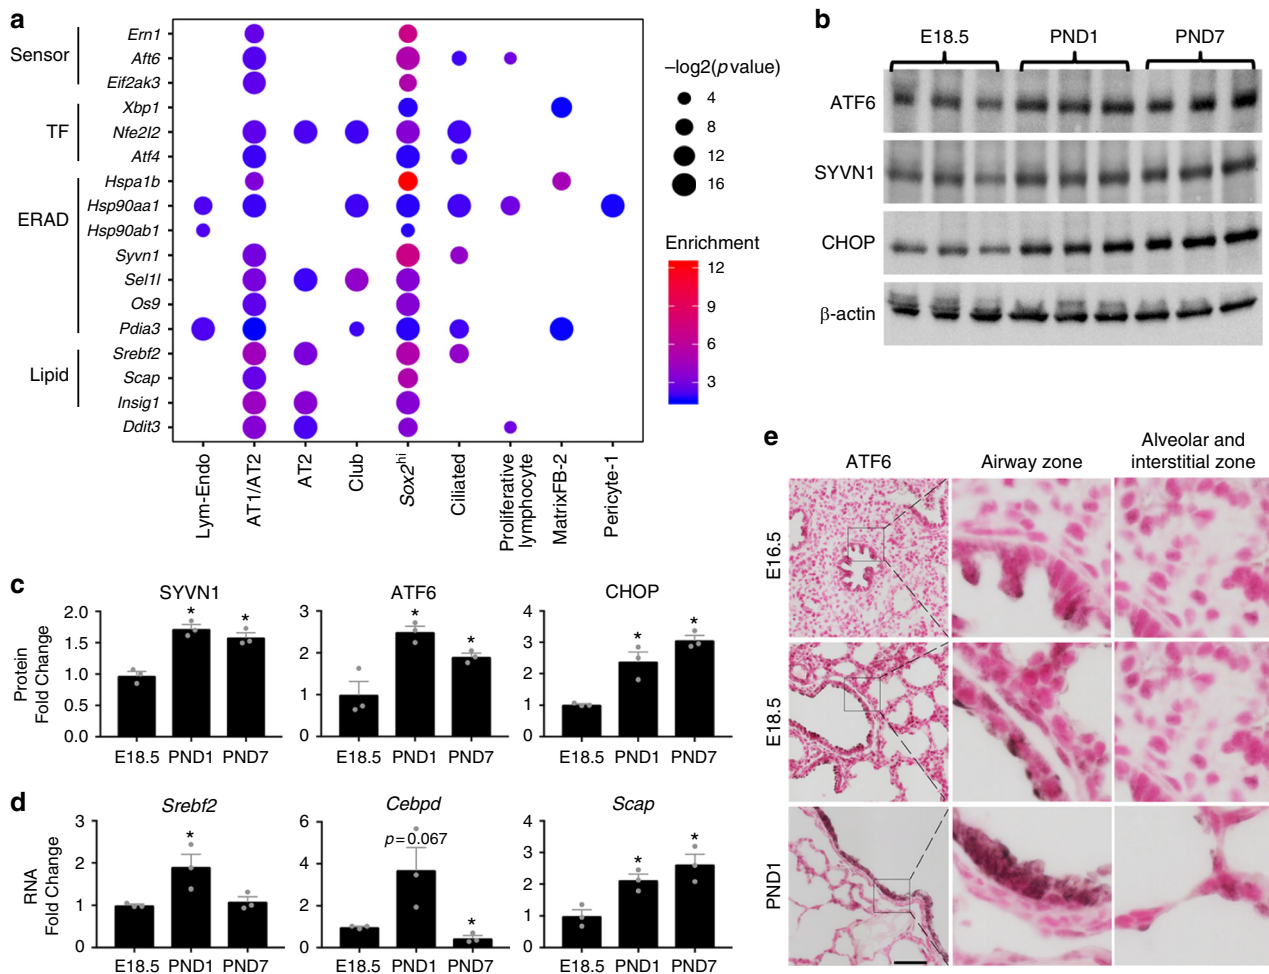 a
Sensor
TF
ERAD
Lipid
Ern1
Aft6
Eif2ak3
Xbp1
Nfe2l2
Atf4
Hspa1b
Hsp90aa1
Hsp90ab1
Syvn1
Sel1l
Os9
Pdia3
Srebf2
Scap
Insig1
Ddit3
Lym-Endo
AT1/AT2
AT2
Club
Sox2hi
Ciliated
Proliferative
lymphocyte
MatrixFB-2
Pericyte-1
–log2(p value)
4
8
12
16
Enrichment
12
9
6
3
b
E18.5 PND1 PND7
ATF6
SYVN1
CHOP
β-actin
c
Protein
Fold Change
SYVN1
2.0
1.5
1.0
0.5
0.0
* *
E18.5 PND1 PND7
ATF6
3
2
1
0
* *
E18.5 PND1 PND7
CHOP
4
3
2
1
0
* *
E18.5 PND1 PND7
d
RNA
Fold Change
Srebf2
3
2
1
0
*
E18.5 PND1 PND7
Cebpd
6
4
2
0
p = 0.067
*
E18.5 PND1 PND7
Scap
4
3
2
1
0
* *
E18.5 PND1 PND7
e
ATF6
Airway zone
Alveolar and
interstitial zone
E16.5
E18.5
PND1